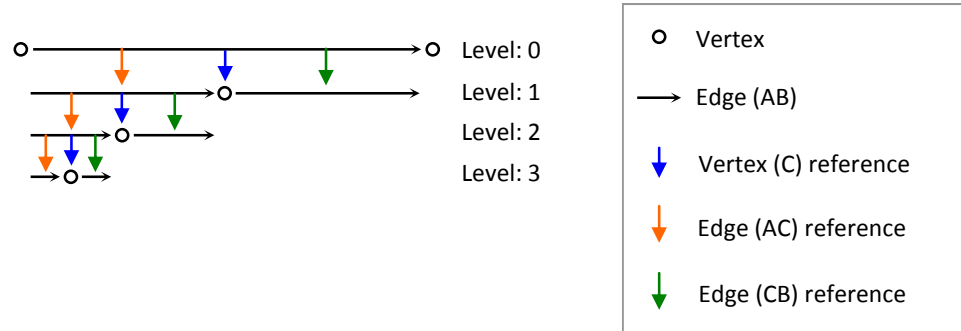 Level: 0
Level: 1
Level: 2
Level: 3
Vertex
Edge (AB)
Vertex (C) reference
Edge (AC) reference
Edge (CB) reference